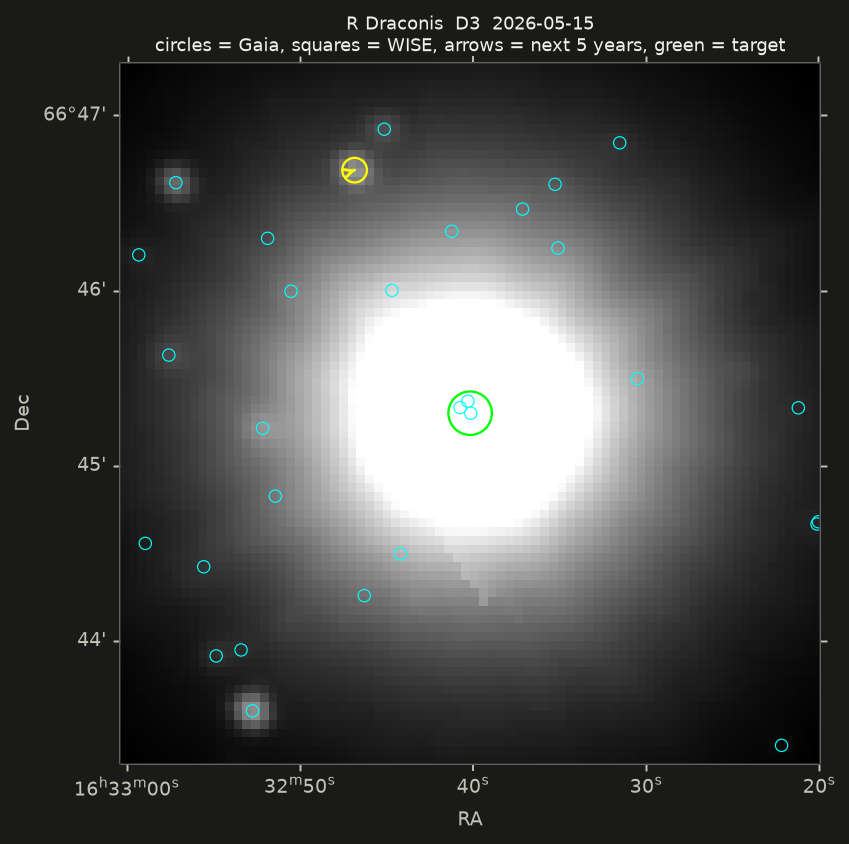 R Draconis  D3  2026-05-15
circles = Gaia, squares = WISE, arrows = next 5 years, green = target
66°47'
46'
45'
44'
Dec
16ʰ33ᵐ00ˢ
32ᵐ50ˢ
40ˢ
30ˢ
20ˢ
RA